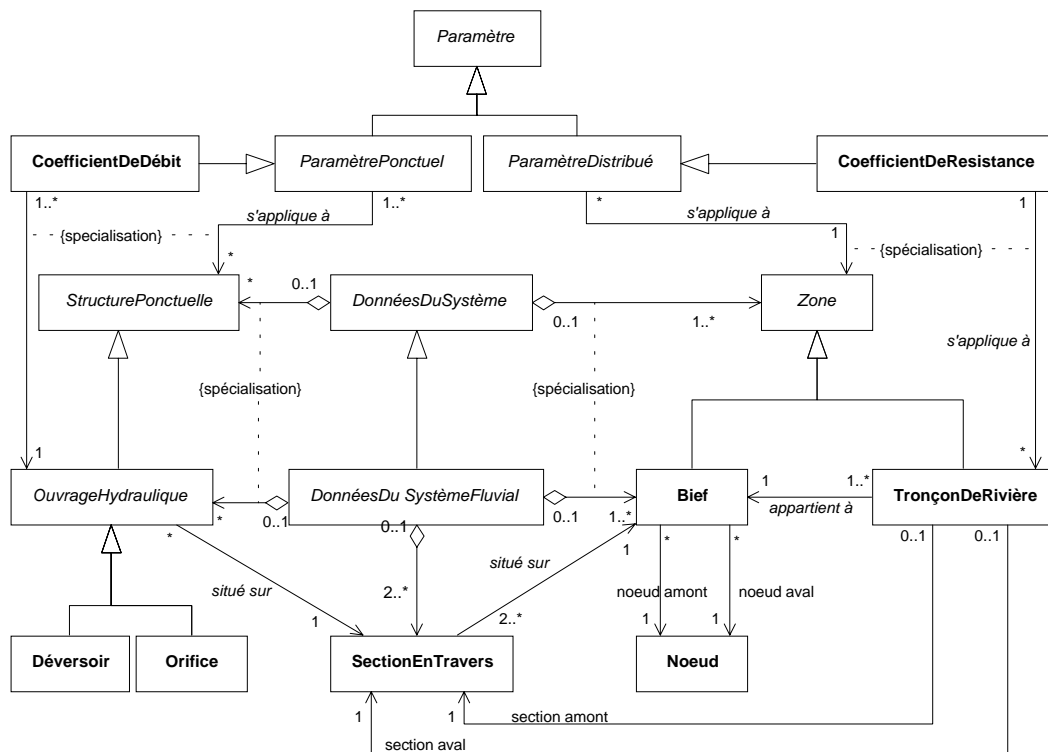 Paramètre
CoefficientDeDébit
ParamètrePonctuel
ParamètreDistribué
CoefficientDeResistance
1..*
1..*
*
1
s'applique à
s'applique à
{specialisation}
1
{spécialisation}
*
*
0..1
StructurePonctuelle
DonnéesDuSystème
Zone
0..1
1..*
s'applique à
{spécialisation}
{spécialisation}
1
*
OuvrageHydraulique
DonnéesDu SystèmeFluvial
Bief
TronçonDeRivière
1
1..*
appartient à
*
0..1
0..1
0..1
1..*
*
1
*
*
0..1
0..1
situé sur
situé sur
noeud amont
noeud aval
2..*
1
2..*
1
1
Déversoir
Orifice
SectionEnTravers
Noeud
1
1
section amont
section aval